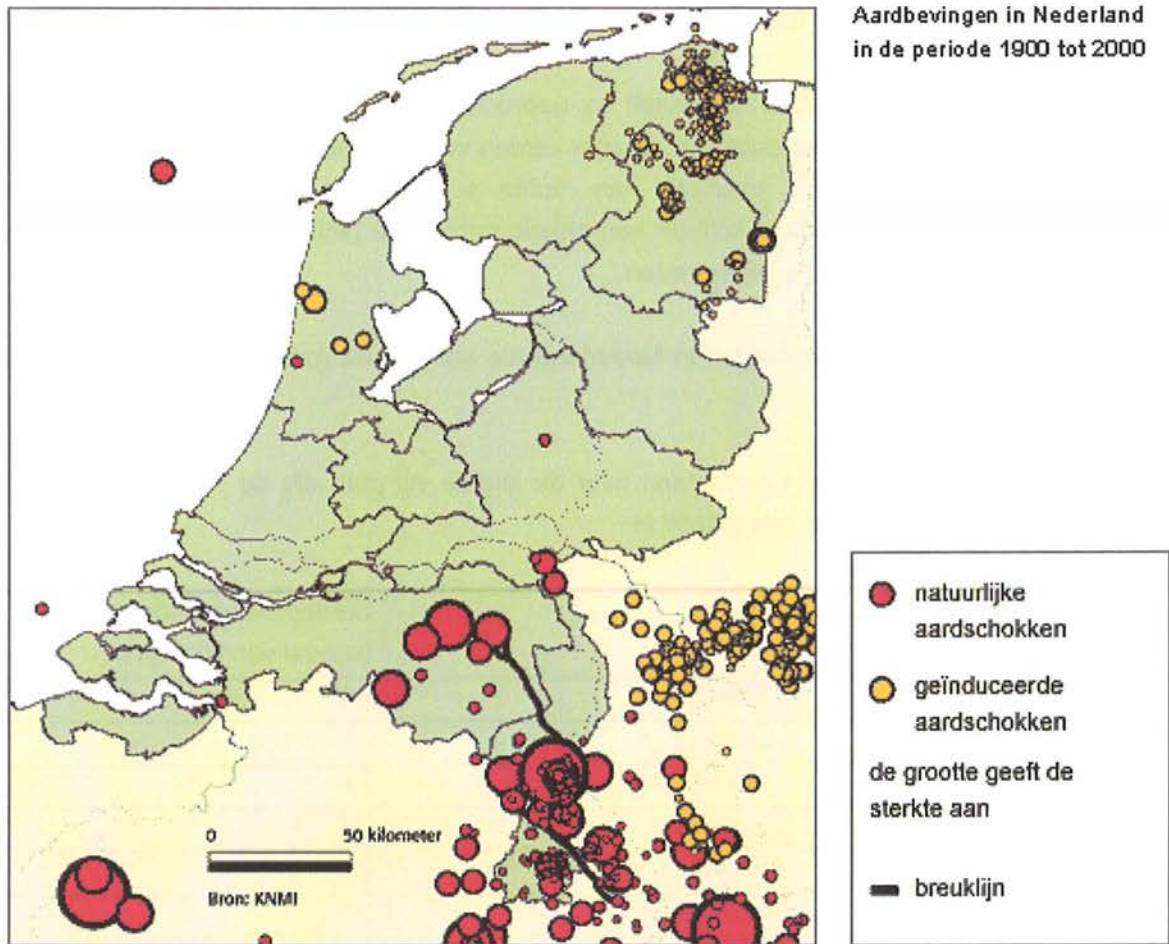 Aardbevingen in Nederland
in de periode 1900 tot 2000
natuurlijke
aardschokken
geïnduceerde
aardschokken
de grootte geeft de
sterkte aan
breuklijn
0 50 kilometer
Bron: KNMI